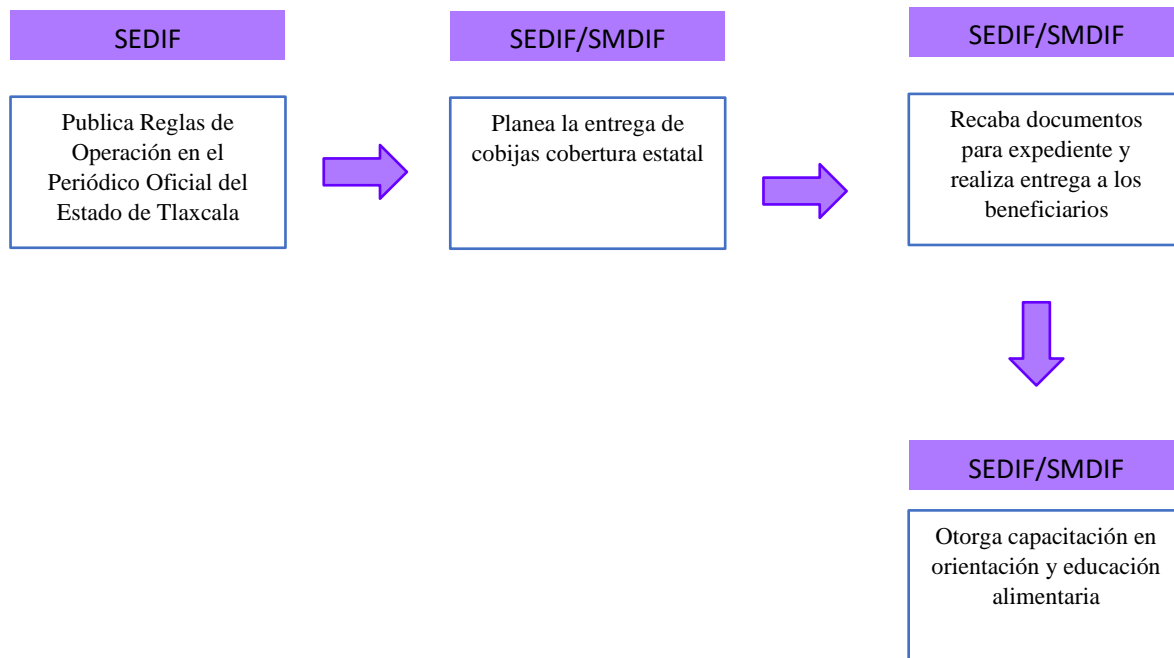 SEDIF
Publica Reglas de
Operación en el
Periódico Oficial del
Estado de Tlaxcala
SEDIF/SMDIF
Planea la entrega de
cobijas cobertura estatal
SEDIF/SMDIF
Recaba documentos
para expediente y
realiza entrega a los
beneficiarios
SEDIF/SMDIF
Otorga capacitación en
orientación y educación
alimentaria